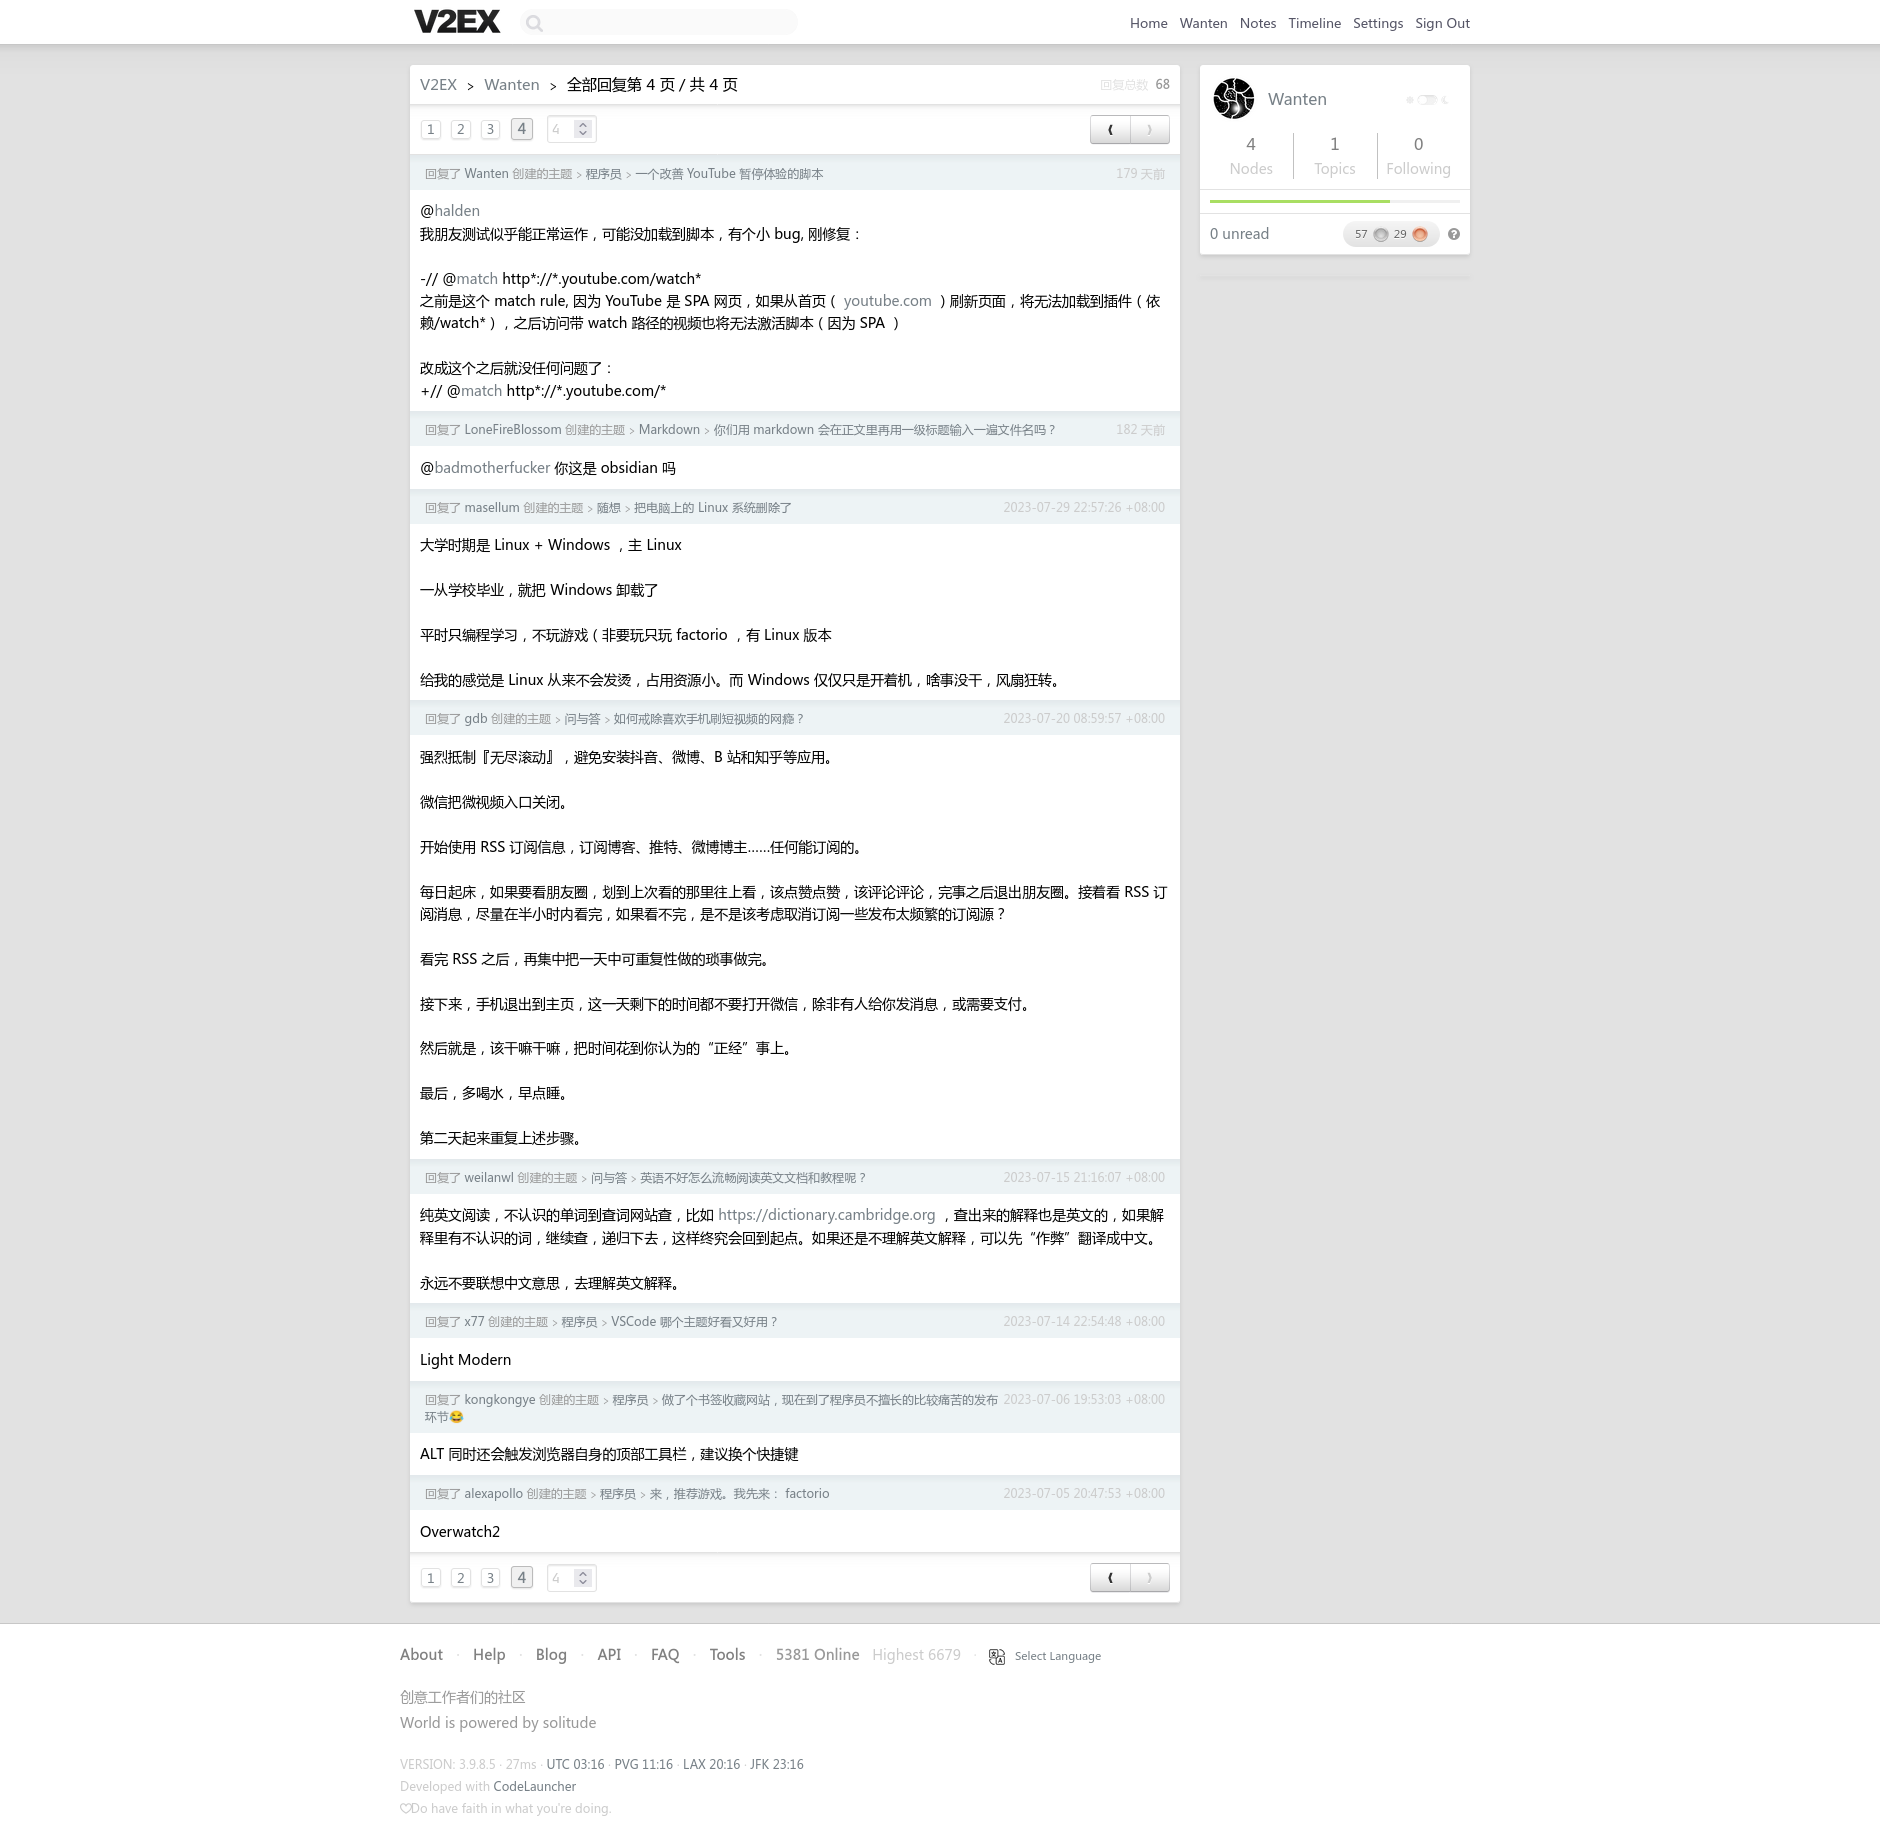 V2EX
Home Wanten Notes Timeline Settings Sign Out
V2EX > Wanten > 全部回复第 4 页 / 共 4 页 回复总数 68
1 2 3 4 4 ❰ ❱
回复了 Wanten 创建的主题 > 程序员 > 一个改善 YouTube 暂停体验的脚本 179 天前
@halden
我朋友测试似乎能正常运作，可能没加载到脚本，有个小 bug, 刚修复：
-// @match http*://*.youtube.com/watch*
之前是这个 match rule, 因为 YouTube 是 SPA 网页，如果从首页（ youtube.com ）刷新页面，将无法加载到插件（依
赖/watch*），之后访问带 watch 路径的视频也将无法激活脚本（因为 SPA ）
改成这个之后就没任何问题了：
+// @match http*://*.youtube.com/*
回复了 LoneFireBlossom 创建的主题 > Markdown > 你们用 markdown 会在正文里再用一级标题输入一遍文件名吗？ 182 天前
@badmotherfucker 你这是 obsidian 吗
回复了 masellum 创建的主题 > 随想 > 把电脑上的 Linux 系统删除了 2023-07-29 22:57:26 +08:00
大学时期是 Linux + Windows ，主 Linux
一从学校毕业，就把 Windows 卸载了
平时只编程学习，不玩游戏（非要玩只玩 factorio ，有 Linux 版本
给我的感觉是 Linux 从来不会发烫，占用资源小。而 Windows 仅仅只是开着机，啥事没干，风扇狂转。
回复了 gdb 创建的主题 > 问与答 > 如何戒除喜欢手机刷短视频的网瘾？ 2023-07-20 08:59:57 +08:00
强烈抵制『无尽滚动』，避免安装抖音、微博、B 站和知乎等应用。
微信把微视频入口关闭。
开始使用 RSS 订阅信息，订阅博客、推特、微博博主……任何能订阅的。
每日起床，如果要看朋友圈，划到上次看的那里往上看，该点赞点赞，该评论评论，完事之后退出朋友圈。接着看 RSS 订
阅消息，尽量在半小时内看完，如果看不完，是不是该考虑取消订阅一些发布太频繁的订阅源？
看完 RSS 之后，再集中把一天中可重复性做的琐事做完。
接下来，手机退出到主页，这一天剩下的时间都不要打开微信，除非有人给你发消息，或需要支付。
然后就是，该干嘛干嘛，把时间花到你认为的“正经”事上。
最后，多喝水，早点睡。
第二天起来重复上述步骤。
回复了 weilanwl 创建的主题 > 问与答 > 英语不好怎么流畅阅读英文文档和教程呢？ 2023-07-15 21:16:07 +08:00
纯英文阅读，不认识的单词到查词网站查，比如 https://dictionary.cambridge.org ，查出来的解释也是英文的，如果解
释里有不认识的词，继续查，递归下去，这样终究会回到起点。如果还是不理解英文解释，可以先“作弊”翻译成中文。
永远不要联想中文意思，去理解英文解释。
回复了 x77 创建的主题 > 程序员 > VSCode 哪个主题好看又好用？ 2023-07-14 22:54:48 +08:00
Light Modern
回复了 kongkongye 创建的主题 > 程序员 > 做了个书签收藏网站，现在到了程序员不擅长的比较痛苦的发布 2023-07-06 19:53:03 +08:00
环节😂
ALT 同时还会触发浏览器自身的顶部工具栏，建议换个快捷键
回复了 alexapollo 创建的主题 > 程序员 > 来，推荐游戏。我先来： factorio 2023-07-05 20:47:53 +08:00
Overwatch2
1 2 3 4 4 ❰ ❱
Wanten
4 1 0
Nodes Topics Following
0 unread 57 29
About · Help · Blog · API · FAQ · Tools · 5381 Online Highest 6679 · Select Language
创意工作者们的社区
World is powered by solitude
VERSION: 3.9.8.5 · 27ms · UTC 03:16 · PVG 11:16 · LAX 20:16 · JFK 23:16
Developed with CodeLauncher
♡Do have faith in what you're doing.